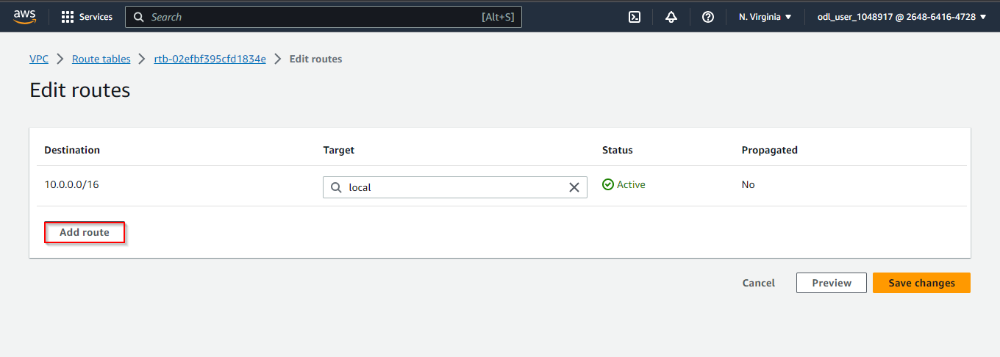 aws Services Search [Alt+S] N. Virginia odl_user_1048917 @ 2648-6416-4728
VPC Route tables rtb-02efbf395cfd1834e Edit routes
Edit routes
Destination Target Status Propagated
10.0.0.0/16 local Active No
Add route
Cancel Preview Save changes